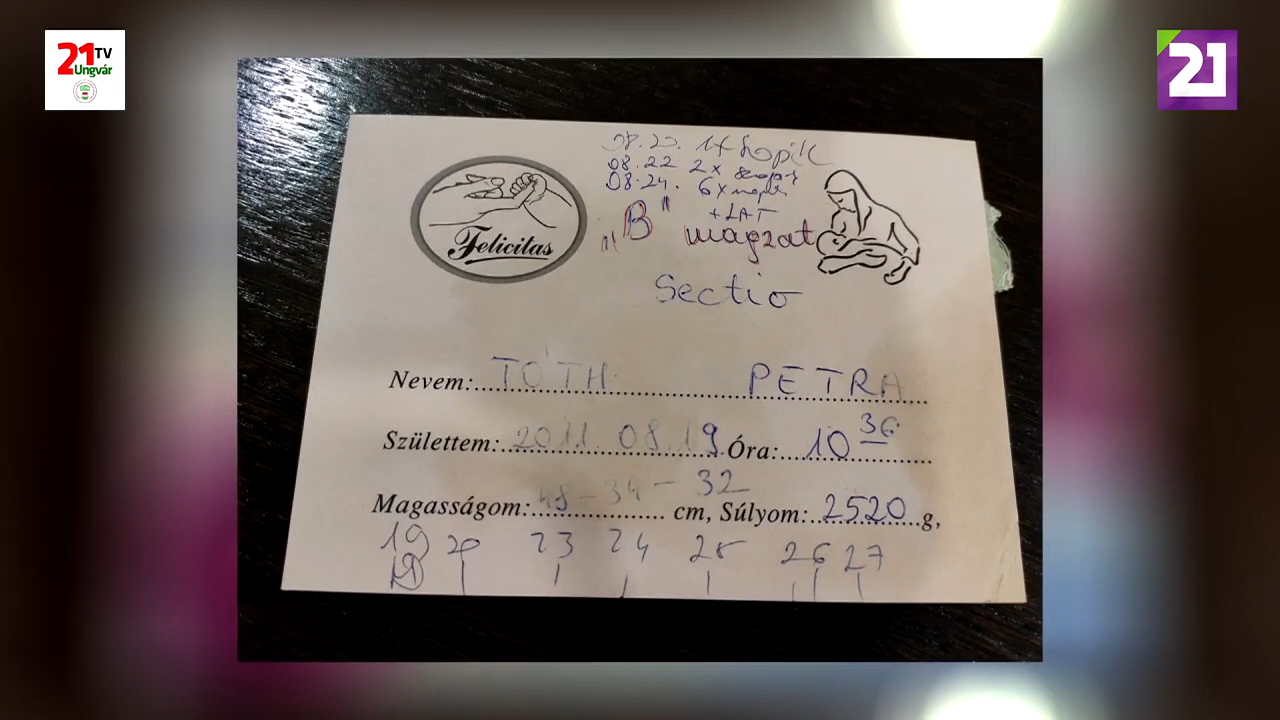 21 TV
Ungvár
21
08.22 2x
08.24. 6x
+LAT
"B" magzat
Felicitas
Sectio
Nevem: TÓTH PETRA
Születtem: 2011 08.19 Óra: 10 36
Magasságom: 48-34-32 cm, Súlyom: 2520 g,
19 20 23 24 25 26 27